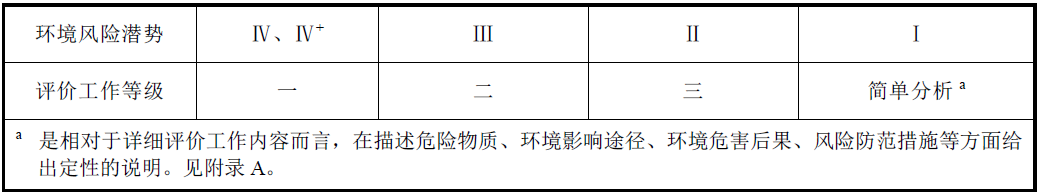 环境风险潜势 Ⅳ、Ⅳ+ Ⅲ Ⅱ Ⅰ
评价工作等级 一 二 三 简单分析 a
a 是相对于详细评价工作内容而言，在描述危险物质、环境影响途径、环境危害后果、风险防范措施等方面给
出定性的说明。见附录 A。